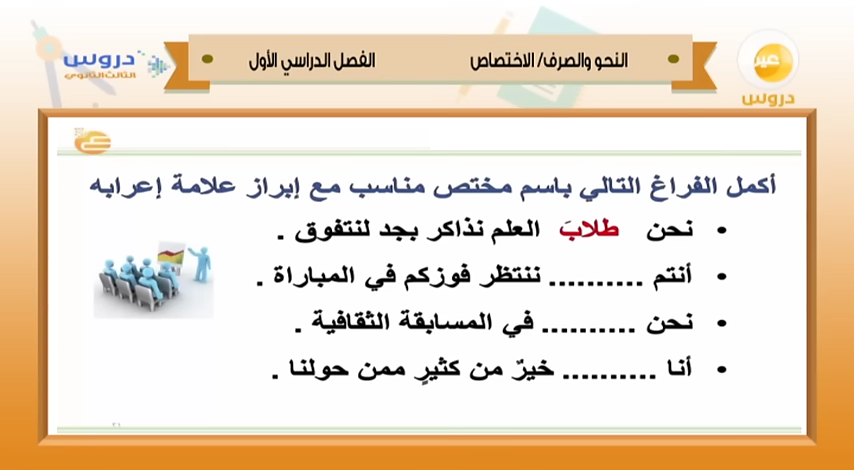 دروس
الثالث الثانوي
الفصل الدراسي الأول
النحو والصرف/ الاختصاص
عين
دروس
أكمل الفراغ التالي باسم مختص مناسب مع إبراز علامة إعرابه
• نحن طلابَ العلم نذاكر بجد لنتفوق .
• أنتم .......... ننتظر فوزكم في المباراة .
• نحن .......... في المسابقة الثقافية .
• أنا .......... خيرٌ من كثيرٍ ممن حولنا .
٢١